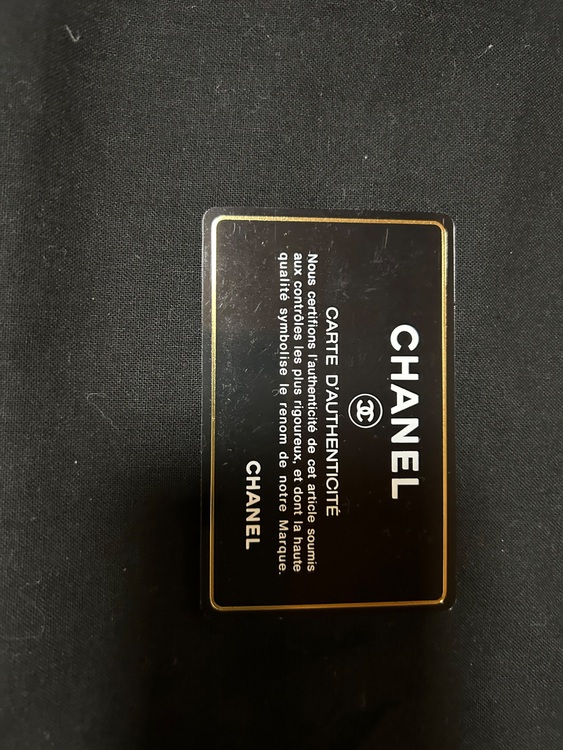 CHANEL
CARTE D'AUTHENTICITÉ
Nous certifions l'authenticité de cet article soumis
aux contrôles les plus rigoureux, et dont la haute
qualité symbolise le renom de notre Marque.
CHANEL